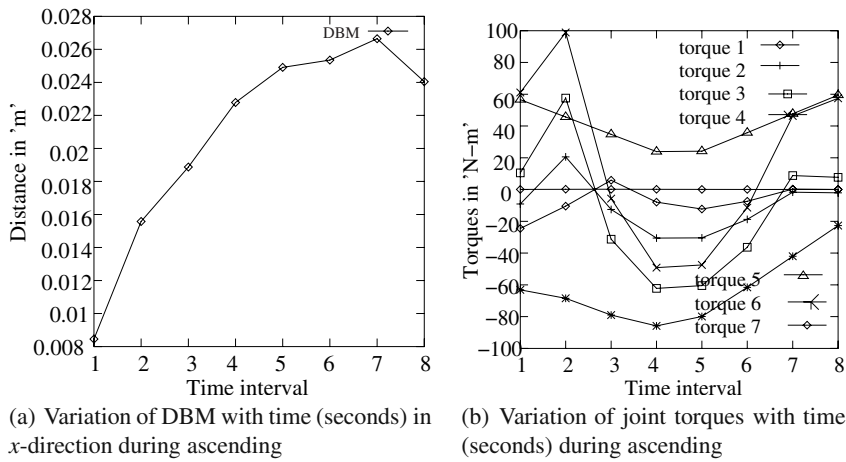 0.028
0.026
0.024
0.022
0.02
0.018
0.016
0.014
0.012
0.01
0.008
Distance in 'm'
DBM
1 2 3 4 5 6 7 8
Time interval
(a) Variation of DBM with time (seconds) in
x-direction during ascending
100
80
60
40
20
0
−20
−40
−60
−80
−100
Torques in 'N−m'
torque 1
torque 2
torque 3
torque 4
torque 5
torque 6
torque 7
1 2 3 4 5 6 7 8
Time interval
(b) Variation of joint torques with time
(seconds) during ascending